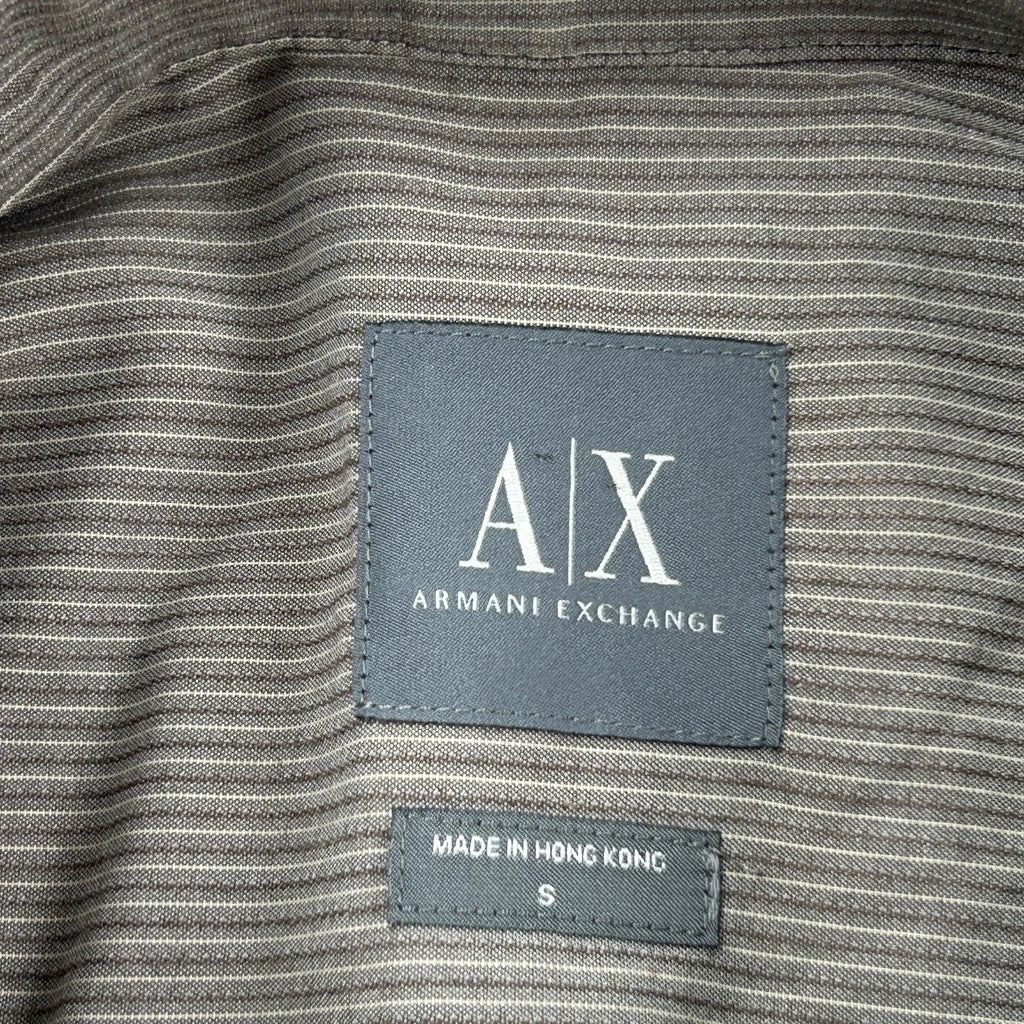 A|X
ARMANI EXCHANGE
MADE IN HONG KONG
S